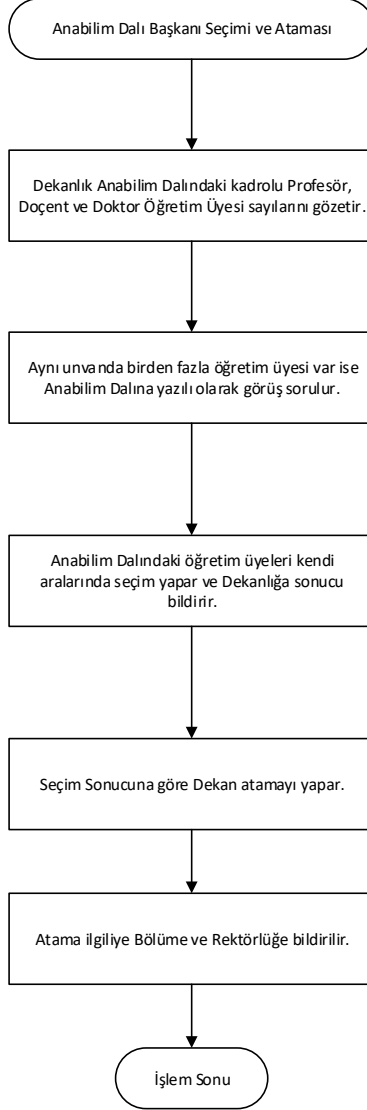 Anabilim Dalı Başkanı Seçimi ve Ataması
Dekanlık Anabilim Dalındaki kadrolu Profesör,
Doçent ve Doktor Öğretim Üyesi sayılarını gözetir.
Aynı unvanda birden fazla öğretim üyesi var ise
Anabilim Dalına yazılı olarak görüş sorulur.
Anabilim Dalındaki öğretim üyeleri kendi
aralarında seçim yapar ve Dekanlığa sonucu
bildirir.
Seçim Sonucuna göre Dekan atamayı yapar.
Atama ilgiliye Bölüme ve Rektörlüğe bildirilir.
İşlem Sonu